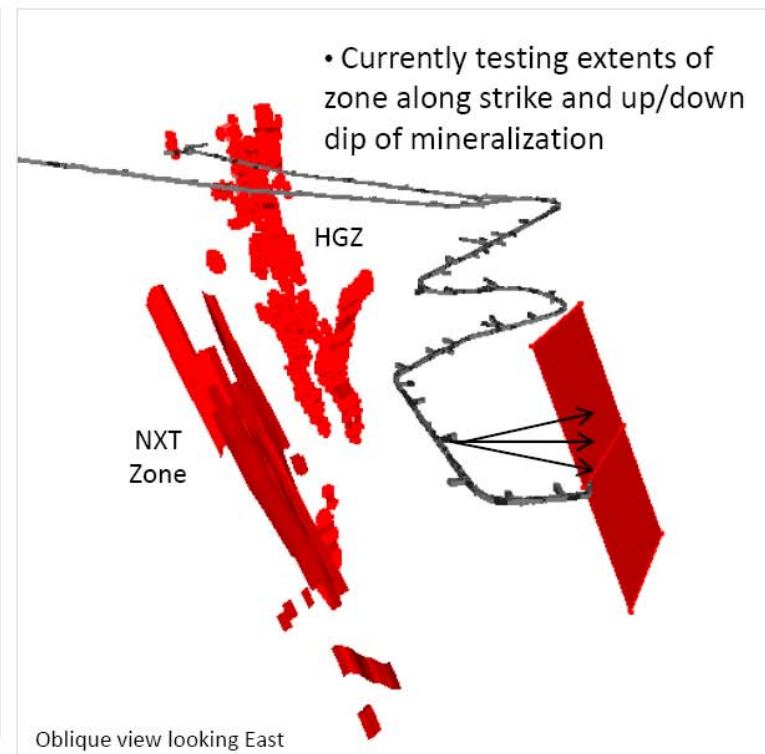 • Currently testing extents of
zone along strike and up/down
dip of mineralization
HGZ
NXT
Zone
Oblique view looking East